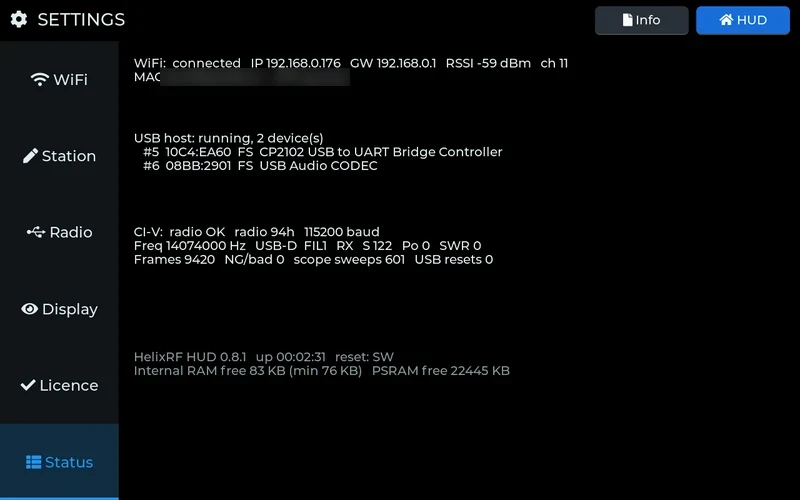 SETTINGS
Info
HUD
WiFi
Station
Radio
Display
Licence
Status
WiFi: connected IP 192.168.0.176 GW 192.168.0.1 RSSI -59 dBm ch 11
MAC
USB host: running, 2 device(s)
#5 10C4:EA60 FS CP2102 USB to UART Bridge Controller
#6 08BB:2901 FS USB Audio CODEC
CI-V: radio OK radio 94h 115200 baud
Freq 14074000 Hz USB-D FIL1 RX S 122 Po 0 SWR 0
Frames 9420 NG/bad 0 scope sweeps 601 USB resets 0
HelixRF HUD 0.8.1 up 00:02:31 reset: SW
Internal RAM free 83 KB (min 76 KB) PSRAM free 22445 KB